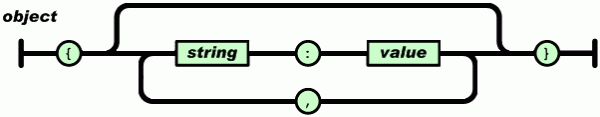 object
{ string : value }
,